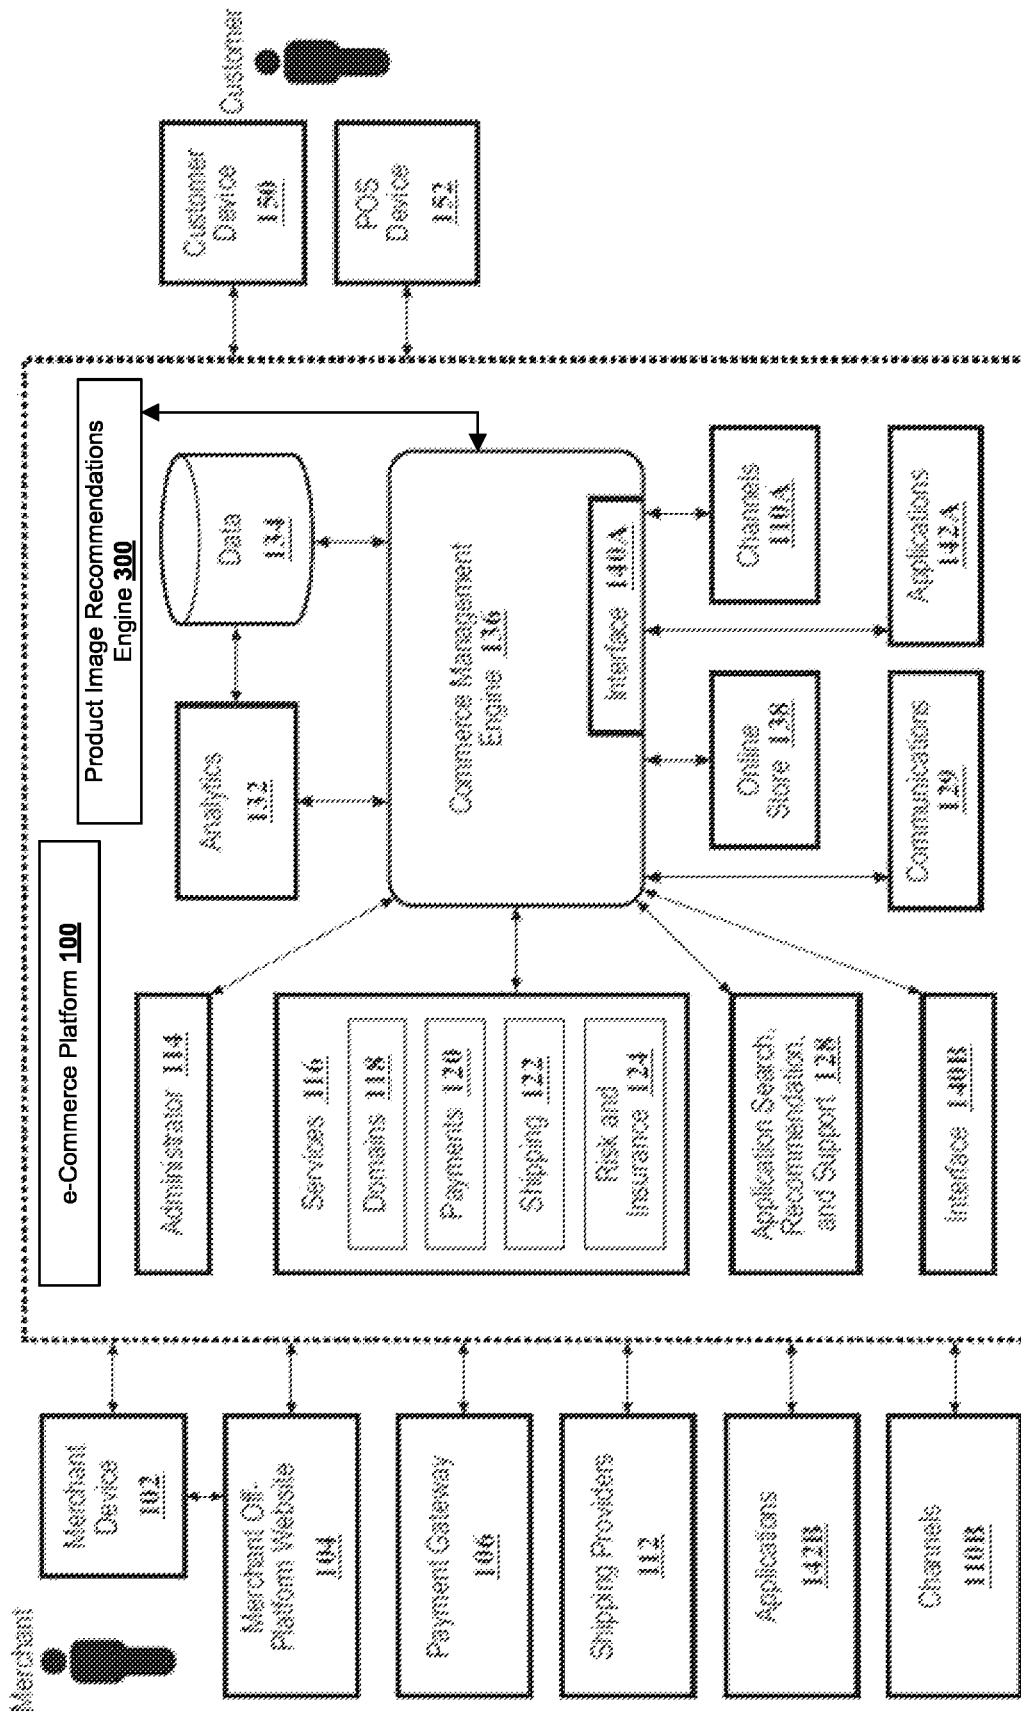 Merchant
Merchant
Device
102
Merchant Off-
Platform Website
104
Payment Gateway
106
Shipping Providers
112
Applications
142B
Channels
110B
e-Commerce Platform 100
Administrator 114
Services 116
Domains 118
Payments 120
Shipping 122
Risk and
Insurance 124
Application Search,
Recommendation,
and Support 128
Interface 140B
Product Image Recommendations
Engine 300
Analytics
132
Data
134
Commerce Management
Engine 136
Interface 140A
Online
Store 138
Channels
110A
Communications
129
Applications
142A
Customer
Device
150
POS
Device
152
Customer